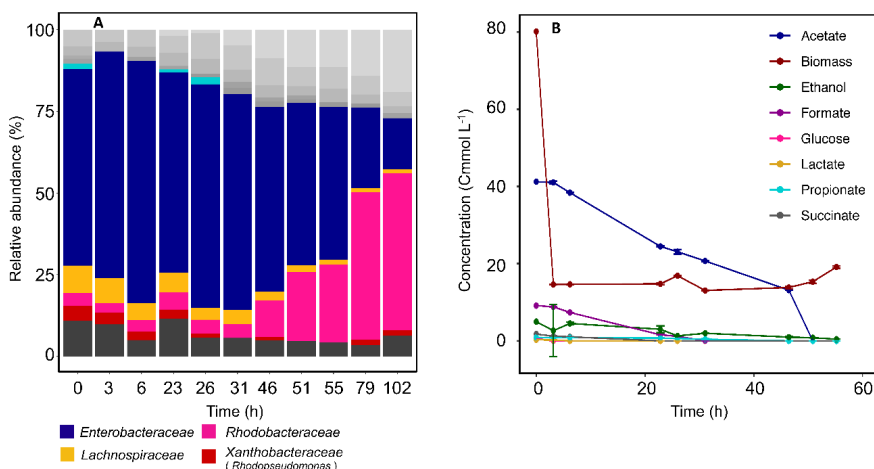 A
100
75
50
25
0
Relative abundance (%)
0 3 6 23 26 31 46 51 55 79 102
Time (h)
Enterobacteraceae
Rhodobacteraceae
Lachnospiraceae
Xanthobacteraceae
( Rhodopseudomonas )
B
80
60
40
20
0
Concentration (Cmmol L⁻¹)
0 20 40 60
Time (h)
Acetate
Biomass
Ethanol
Formate
Glucose
Lactate
Propionate
Succinate